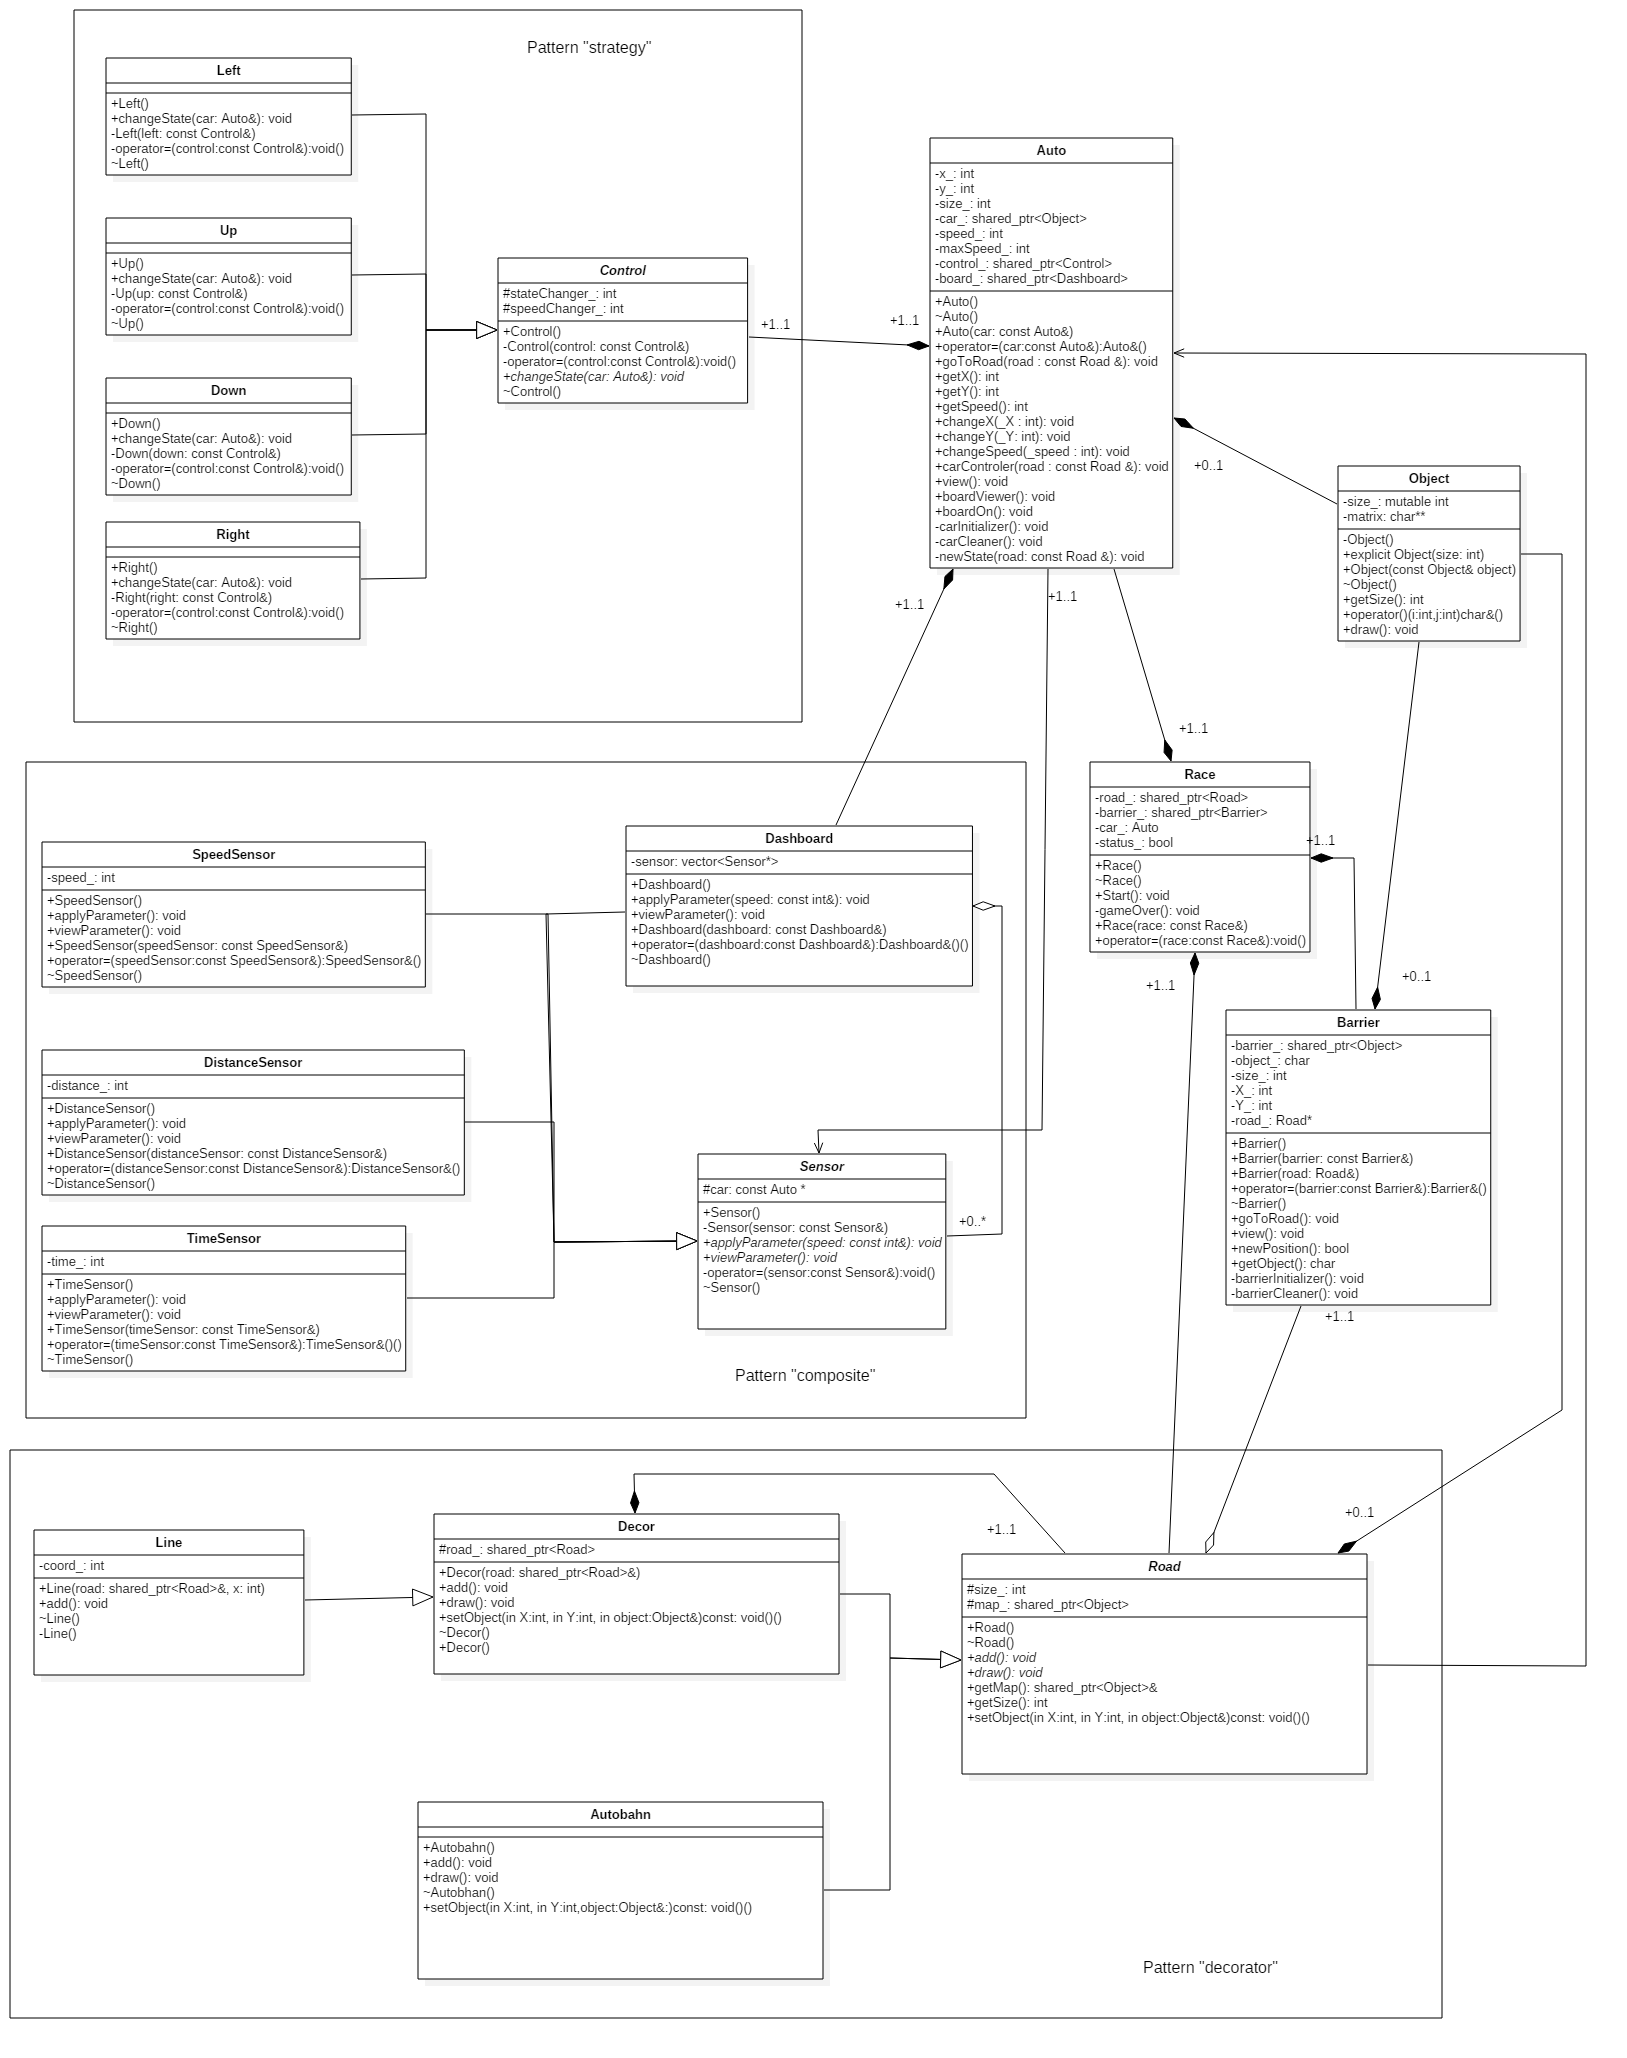 Pattern "strategy"
Left
+Left()
+changeState(car: Auto&): void
-Left(left: const Control&)
-operator=(control:const Control&):void()
~Left()
Up
+Up()
+changeState(car: Auto&): void
-Up(up: const Control&)
-operator=(control:const Control&):void()
~Up()
Down
+Down()
+changeState(car: Auto&): void
-Down(down: const Control&)
-operator=(control:const Control&):void()
~Down()
Right
+Right()
+changeState(car: Auto&): void
-Right(right: const Control&)
-operator=(control:const Control&):void()
~Right()
Control
#stateChanger_: int
#speedChanger_: int
+Control()
-Control(control: const Control&)
-operator=(control:const Control&):void()
+changeState(car: Auto&): void
~Control()
+1..1
+1..1
Auto
-x_: int
-y_: int
-size_: int
-car_: shared_ptr<Object>
-speed_: int
-maxSpeed_: int
-control_: shared_ptr<Control>
-board_: shared_ptr<Dashboard>
+Auto()
~Auto()
+Auto(car: const Auto&)
+operator=(car:const Auto&):Auto&()
+goToRoad(road : const Road &): void
+getX(): int
+getY(): int
+getSpeed(): int
+changeX(_X : int): void
+changeY(_Y: int): void
+changeSpeed(_speed : int): void
+carControler(road : const Road &): void
+view(): void
+boardViewer(): void
+boardOn(): void
-carInitializer(): void
-carCleaner(): void
-newState(road: const Road &): void
+0..1
Object
-size_: mutable int
-matrix: char**
-Object()
+explicit Object(size: int)
+Object(const Object& object)
~Object()
+getSize(): int
+operator()(i:int,j:int)char&()
+draw(): void
+1..1
+1..1
+1..1
Race
-road_: shared_ptr<Road>
-barrier_: shared_ptr<Barrier>
-car_: Auto
-status_: bool
+Race()
~Race()
+Start(): void
-gameOver(): void
+Race(race: const Race&)
+operator=(race:const Race&):void()
+1..1
+1..1
+0..1
Barrier
-barrier_: shared_ptr<Object>
-object_: char
-size_: int
-X_: int
-Y_: int
-road_: Road*
+Barrier()
+Barrier(barrier: const Barrier&)
+Barrier(road: Road&)
+operator=(barrier:const Barrier&):Barrier&()
~Barrier()
+goToRoad(): void
+view(): void
+newPosition(): bool
+getObject(): char
-barrierInitializer(): void
-barrierCleaner(): void
+1..1
SpeedSensor
-speed_: int
+SpeedSensor()
+applyParameter(): void
+viewParameter(): void
+SpeedSensor(speedSensor: const SpeedSensor&)
+operator=(speedSensor:const SpeedSensor&):SpeedSensor&()
~SpeedSensor()
Dashboard
-sensor: vector<Sensor*>
+Dashboard()
+applyParameter(speed: const int&): void
+viewParameter(): void
+Dashboard(dashboard: const Dashboard&)
+operator=(dashboard:const Dashboard&):Dashboard&()()
~Dashboard()
DistanceSensor
-distance_: int
+DistanceSensor()
+applyParameter(): void
+viewParameter(): void
+DistanceSensor(distanceSensor: const DistanceSensor&)
+operator=(distanceSensor:const DistanceSensor&):DistanceSensor&()
~DistanceSensor()
TimeSensor
-time_: int
+TimeSensor()
+applyParameter(): void
+viewParameter(): void
+TimeSensor(timeSensor: const TimeSensor&)
+operator=(timeSensor:const TimeSensor&):TimeSensor&()()
~TimeSensor()
Sensor
#car: const Auto *
+Sensor()
-Sensor(sensor: const Sensor&)
+applyParameter(speed: const int&): void
+viewParameter(): void
-operator=(sensor:const Sensor&):void()
~Sensor()
+0..*
Pattern "composite"
Line
-coord_: int
+Line(road: shared_ptr<Road>&, x: int)
+add(): void
~Line()
-Line()
Decor
#road_: shared_ptr<Road>
+Decor(road: shared_ptr<Road>&)
+add(): void
+draw(): void
+setObject(in X:int, in Y:int, in object:Object&)const: void()()
~Decor()
+Decor()
+1..1
+0..1
Road
#size_: int
#map_: shared_ptr<Object>
+Road()
~Road()
+add(): void
+draw(): void
+getMap(): shared_ptr<Object>&
+getSize(): int
+setObject(in X:int, in Y:int, in object:Object&)const: void()()
Autobahn
+Autobahn()
+add(): void
+draw(): void
~Autobhan()
+setObject(in X:int, in Y:int,object:Object&:)const: void()()
Pattern "decorator"